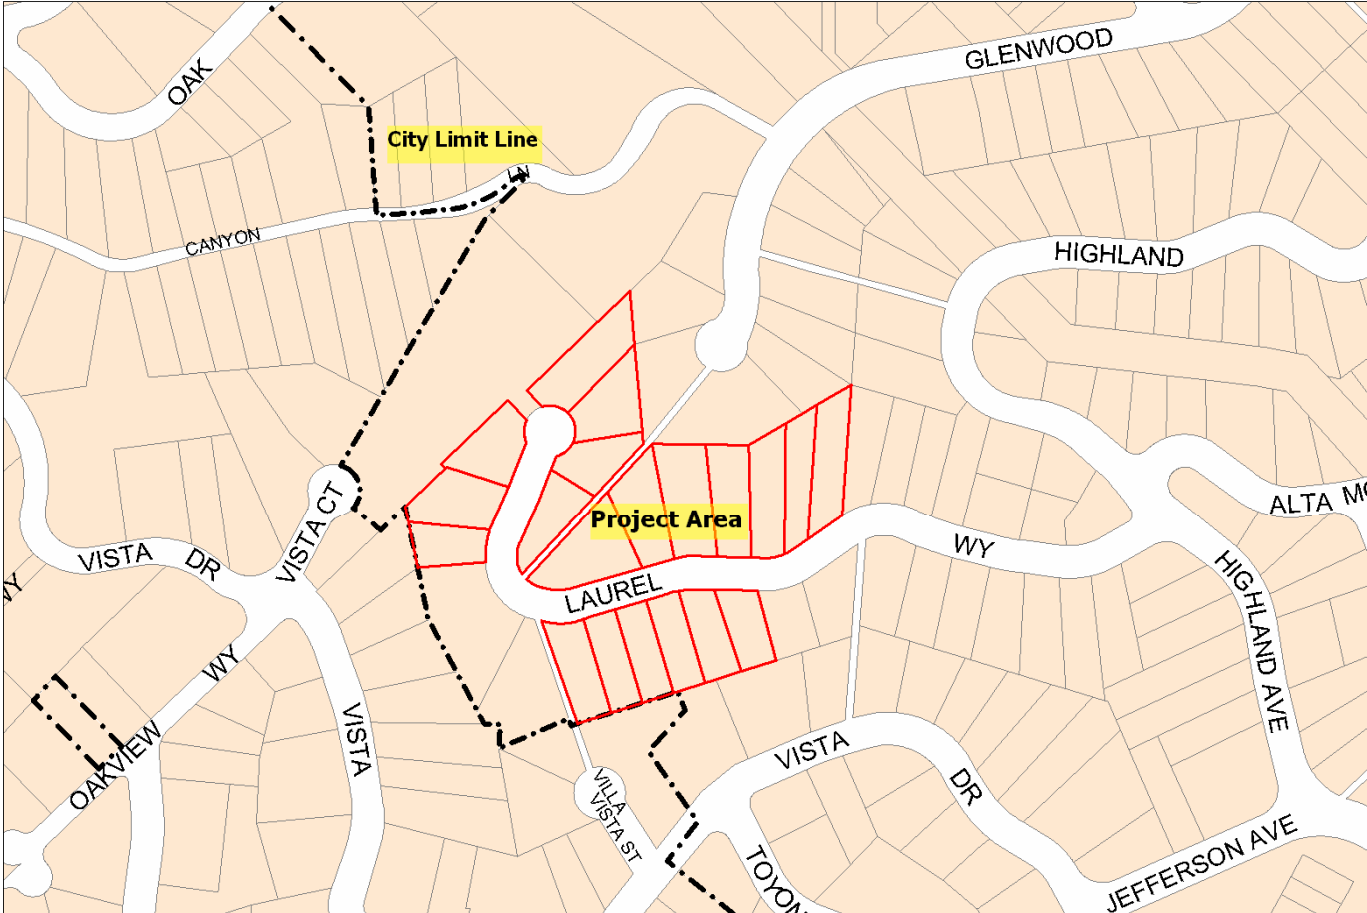 GLENWOOD
OAK
City Limit Line
LN
CANYON
HIGHLAND
VISTA CT
ALTA MO
Project Area
VISTA
DR
WY
WY
LAUREL
HIGHLAND AVE
WY
VISTA
OAKVIEW
VISTA
DR
VILLA
VISTA ST
TOYON
JEFFERSON AVE